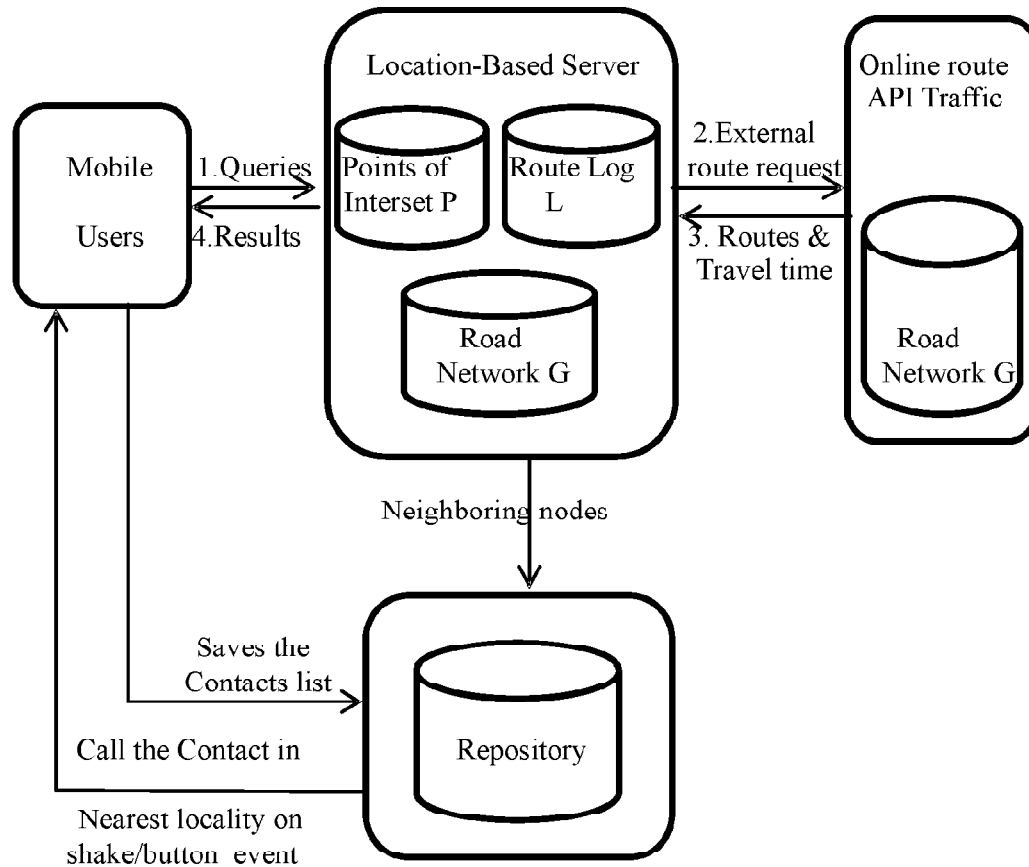 Location-Based Server
Online route
API Traffic
Mobile
Users
1.Queries
4.Results
Points of
Interset P
Route Log
L
Road
Network G
2.External
route request
3. Routes &
Travel time
Road
Network G
Neighboring nodes
Saves the
Contacts list
Call the Contact in
Nearest locality on
shake/button event
Repository